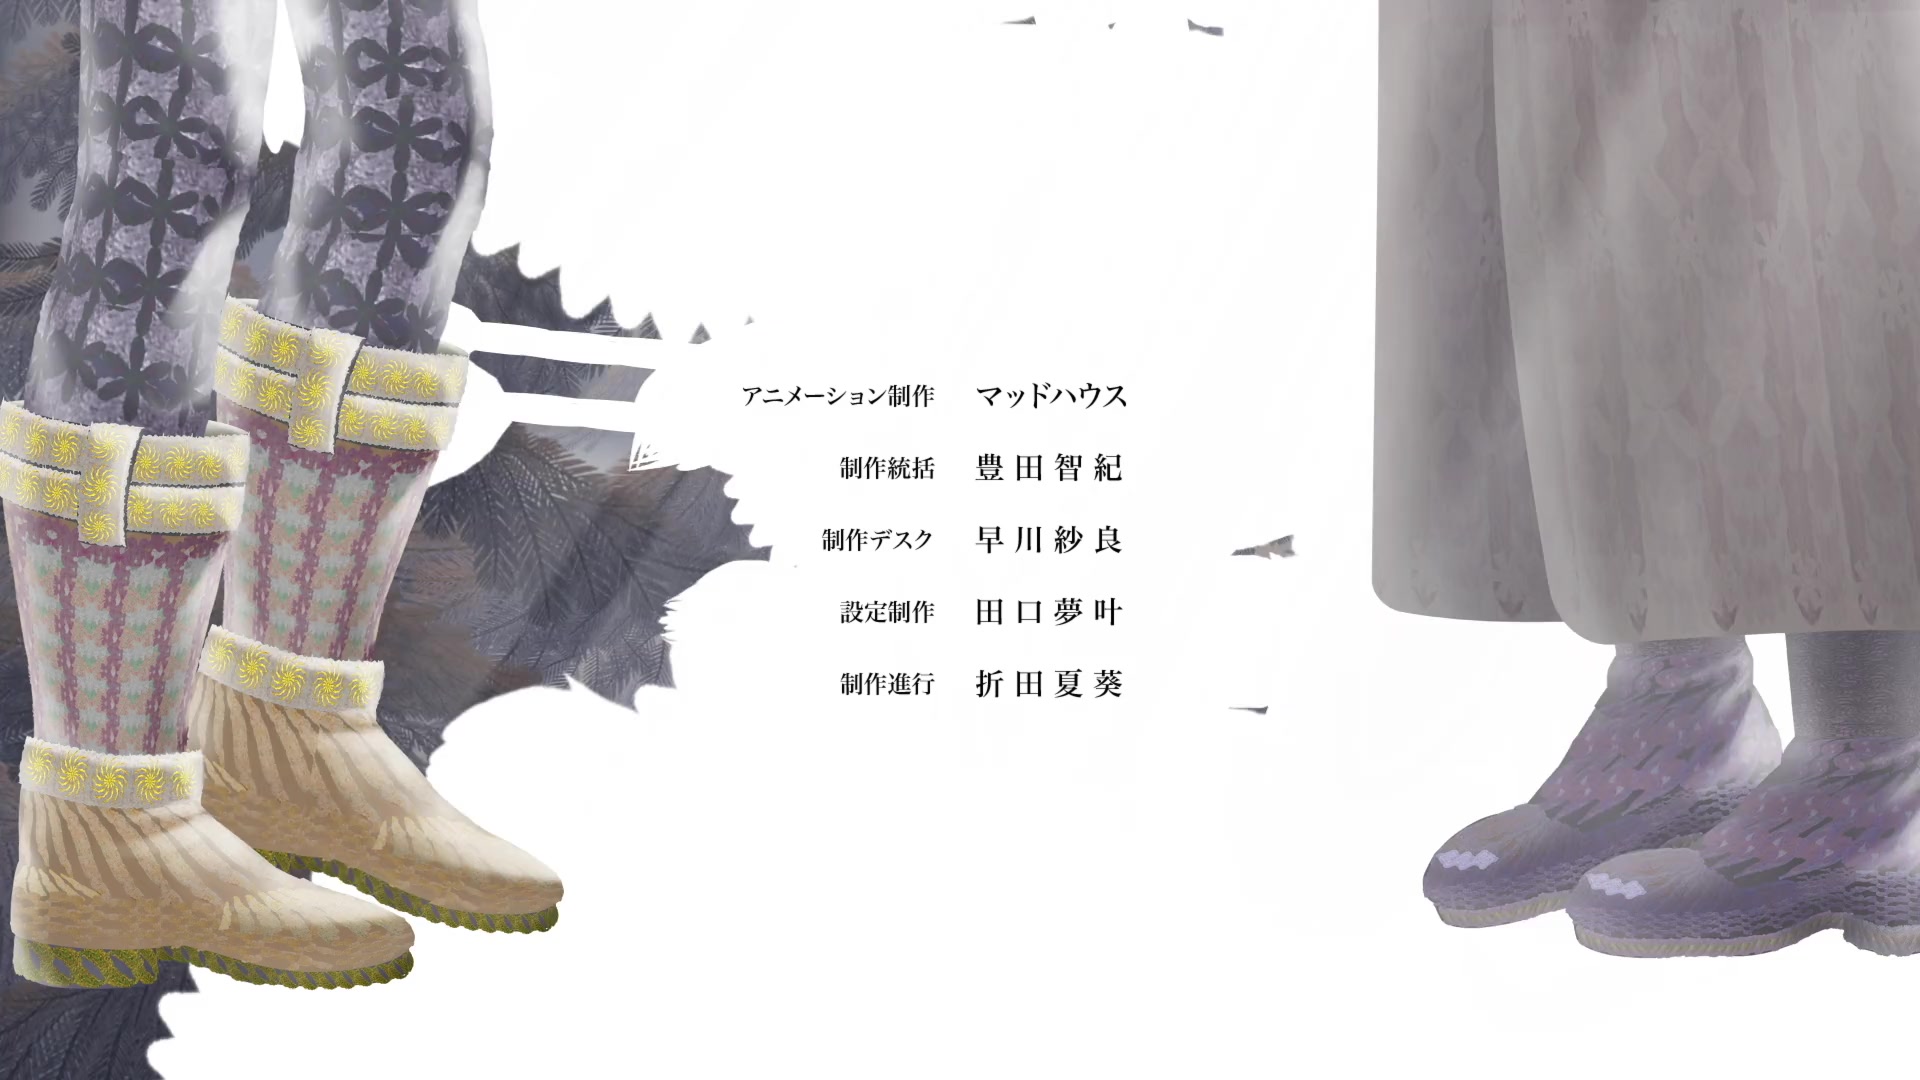 アニメーション制作 マッドハウス
制作統括 豊田智紀
制作デスク 早川紗良
設定制作 田口夢叶
制作進行 折田夏葵